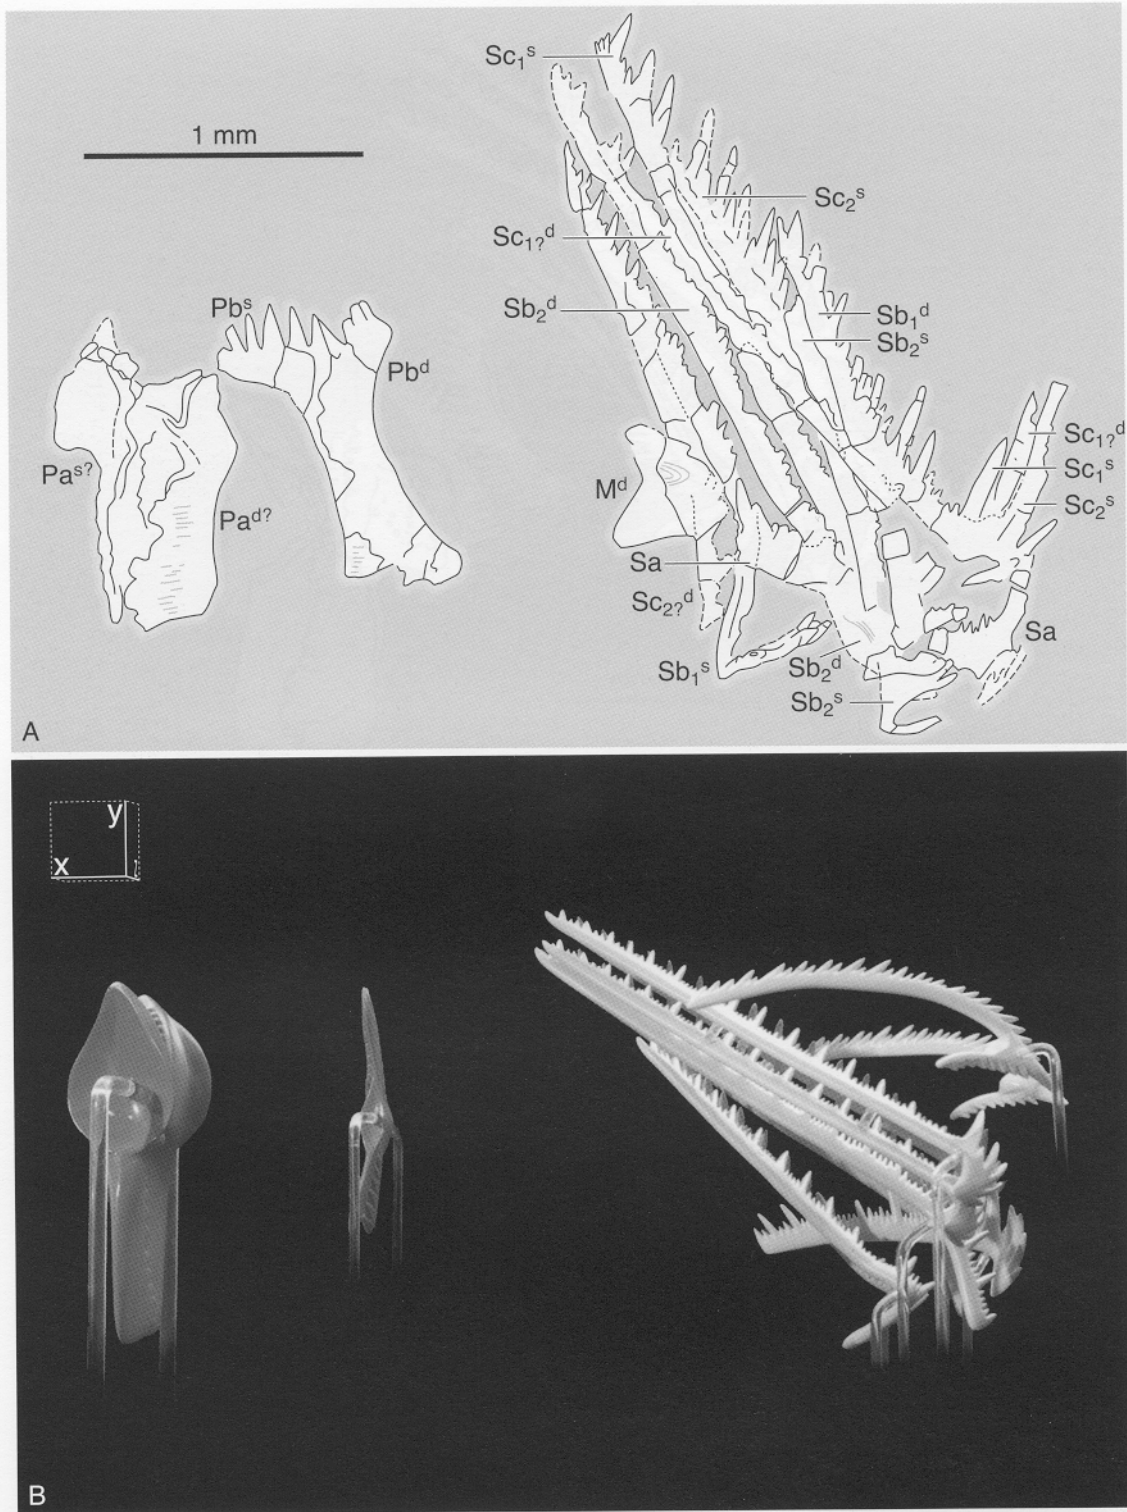 Sc₁ˢ
1 mm
Sc₂ˢ
Sc₁?ᵈ
Pbˢ
Sb₂ᵈ
Sb₁ᵈ
Sb₂ˢ
Pbᵈ
Sc₁?ᵈ
Sc₁ˢ
Paˢ?
Mᵈ
Sc₂ˢ
Paᵈ?
Sa
Sc₂?ᵈ
Sa
Sb₁ˢ
Sb₂ᵈ
Sb₂ˢ
A
y
x
B